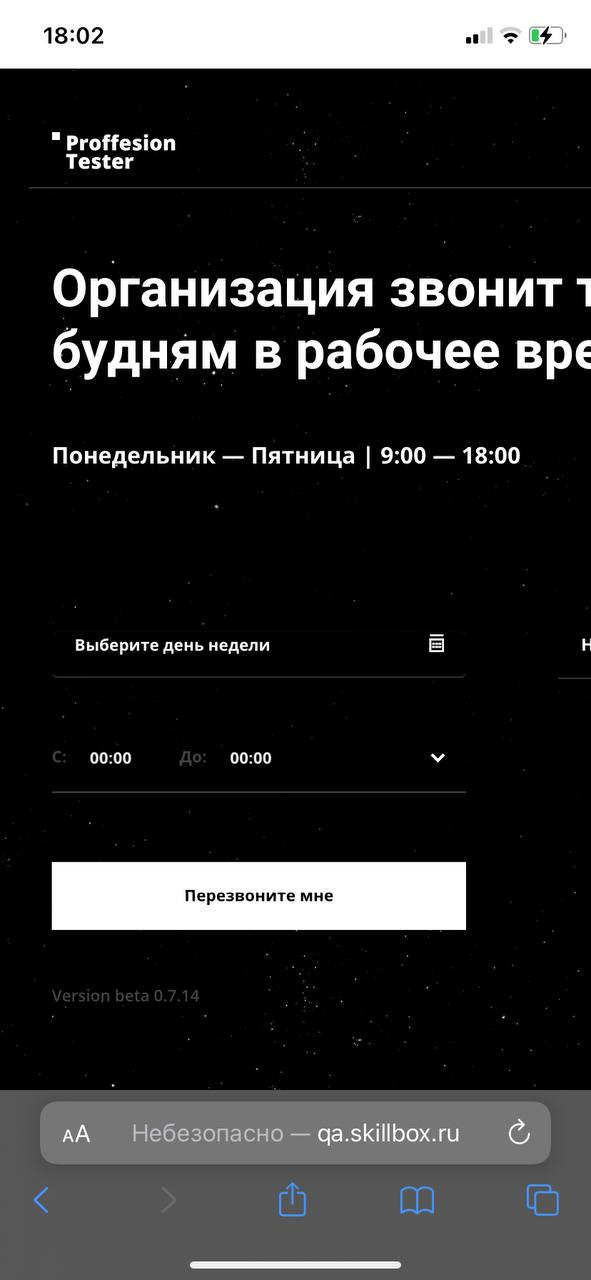 18:02
Proffesion
Tester
Организация звонит т
будням в рабочее вре
Понедельник — Пятница | 9:00 — 18:00
Выберите день недели
Н
С: 00:00 До: 00:00
Перезвоните мне
Version beta 0.7.14
AA Небезопасно — qa.skillbox.ru